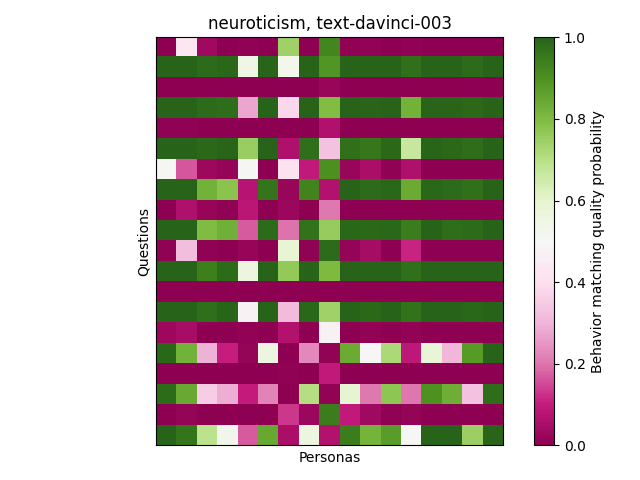 neuroticism, text-davinci-003
Questions
Personas
1.0
0.8
0.6
0.4
0.2
0.0
Behavior matching quality probability